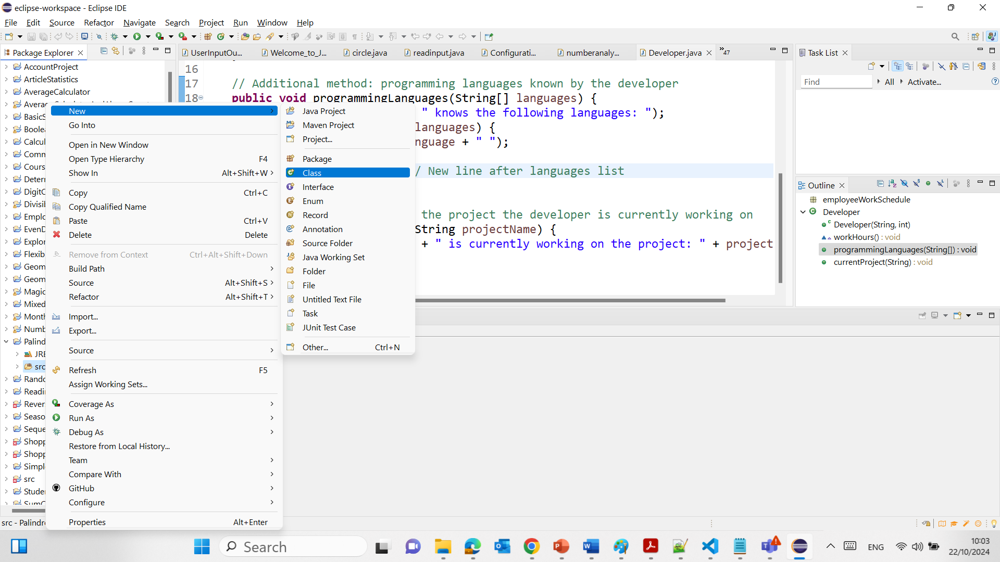 eclipse-workspace - Eclipse IDE
File Edit Source Refactor Navigate Search Project Run Window Help
Package Explorer
UserInputOu...
Welcome_to_J...
circle.java
readinput.java
Configurati...
numberanaly...
Developer.java
»47
Task List
AccountProject
ArticleStatistics
AverageCalculator
Averag
BasicS
Boolea
Calcul
Comm
Cours
Deterr
DigitC
Divisib
Emplo
EvenD
Explor
Flexib
Geom
Geom
Magic
Mixed
Month
Numb
Palind
JRE
src
Rando
Readi
Rever
Seaso
Seque
Shopp
Shopp
Simpl
src
Studen
SumC
New
Go Into
Open in New Window
Open Type Hierarchy F4
Show In Alt+Shift+W
Copy Ctrl+C
Copy Qualified Name
Paste Ctrl+V
Delete Delete
Remove from Context Ctrl+Alt+Shift+Down
Build Path
Source Alt+Shift+S
Refactor Alt+Shift+T
Import...
Export...
Source
Refresh F5
Assign Working Sets...
Coverage As
Run As
Debug As
Restore from Local History...
Team
Compare With
GitHub
Configure
Properties Alt+Enter
Java Project
Maven Project
Project...
Package
Class
Interface
Enum
Record
Annotation
Source Folder
Java Working Set
Folder
File
Untitled Text File
Task
JUnit Test Case
Other... Ctrl+N
16
17 // Additional method: programming languages known by the developer
18 public void programmingLanguages(String[] languages) {
" knows the following languages: ");
languages) {
nguage + " ");
/ New line after languages list
the project the developer is currently working on
String projectName) {
+ " is currently working on the project: " + project
Find All Activate...
Outline
employeeWorkSchedule
Developer
Developer(String, int)
workHours() : void
programmingLanguages(String[]) : void
currentProject(String) : void
src - Palindr
Search
ENG
10:03
22/10/2024